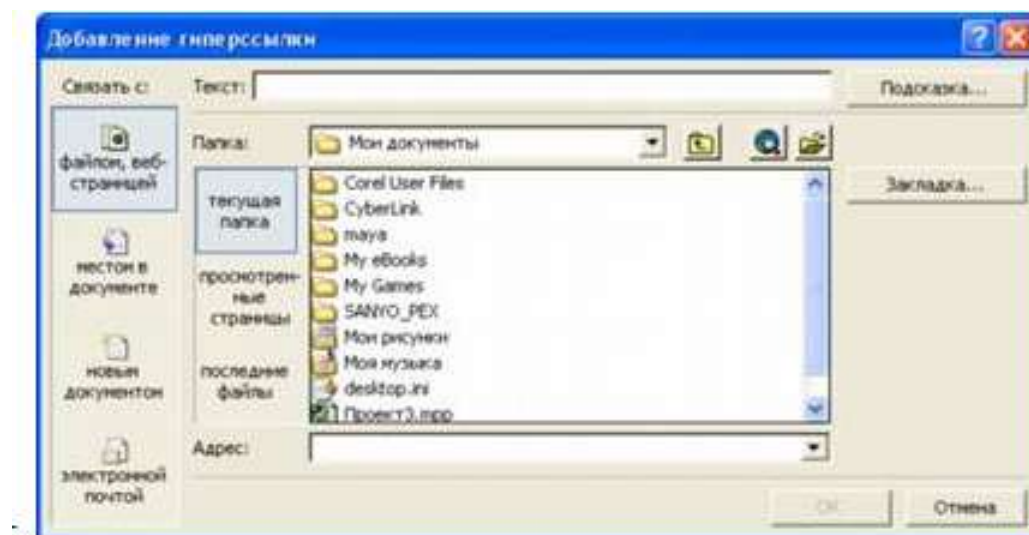 Добавление гиперссылки
Связать с:
Текст:
Подсказка...
файлом, веб-
страницей
Папка:
Мои документы
Закладка...
текущая
папка
Corel User Files
CyberLink
maya
My eBooks
My Games
SANYO_PEX
Мои рисунки
Моя музыка
desktop.ini
Проект3.mpp
местом в
документе
просмотрен-
ные
страницы
новым
документом
последние
файлы
Адрес:
электронной
почтой
ОК
Отмена